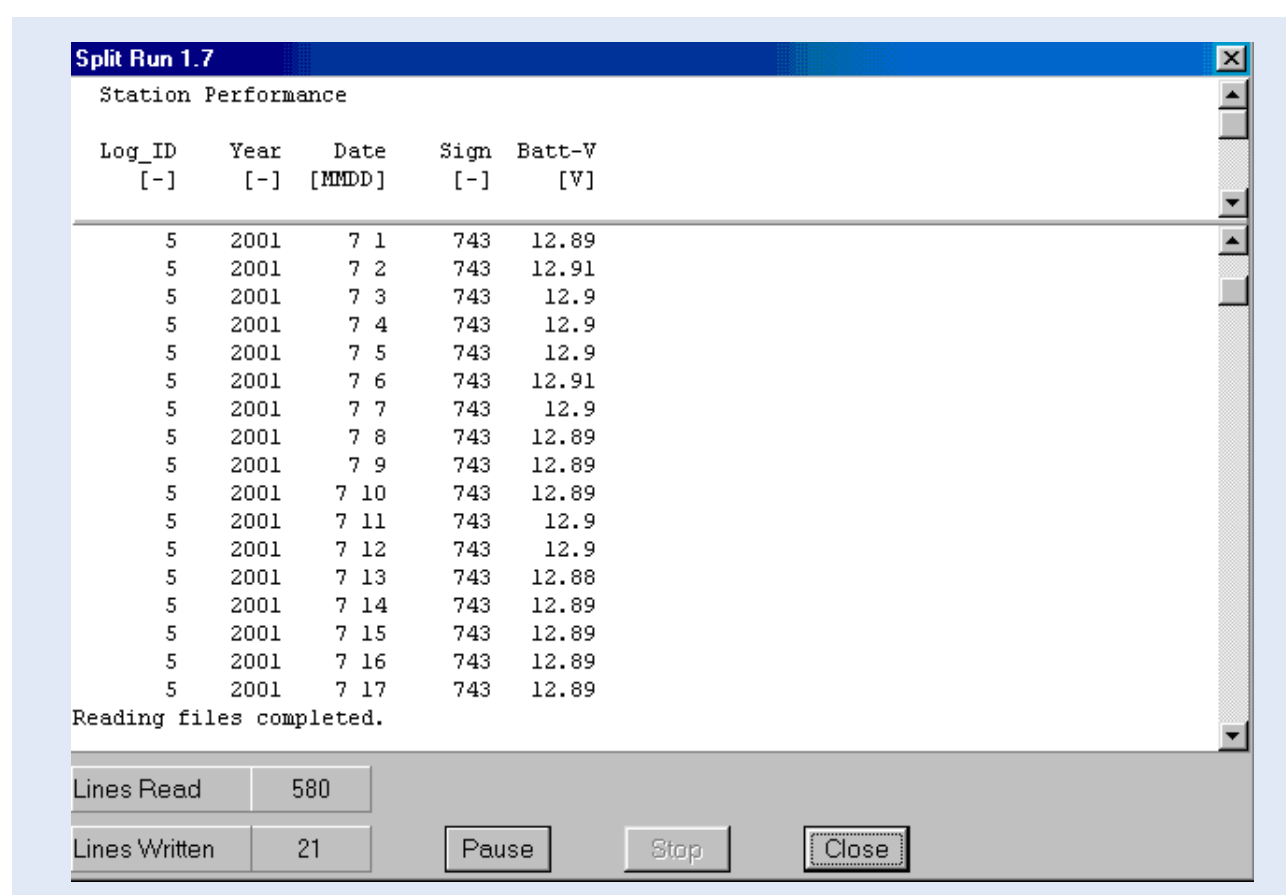 Split Run 1.7
Station Performance
Log_ID Year Date Sign Batt-V
[-] [-] [MMDD] [-] [V]
5 2001 7 1 743 12.89
5 2001 7 2 743 12.91
5 2001 7 3 743 12.9
5 2001 7 4 743 12.9
5 2001 7 5 743 12.9
5 2001 7 6 743 12.91
5 2001 7 7 743 12.9
5 2001 7 8 743 12.89
5 2001 7 9 743 12.89
5 2001 7 10 743 12.89
5 2001 7 11 743 12.9
5 2001 7 12 743 12.9
5 2001 7 13 743 12.88
5 2001 7 14 743 12.89
5 2001 7 15 743 12.89
5 2001 7 16 743 12.89
5 2001 7 17 743 12.89
Reading files completed.
Lines Read 580
Lines Written 21 Pause Stop Close